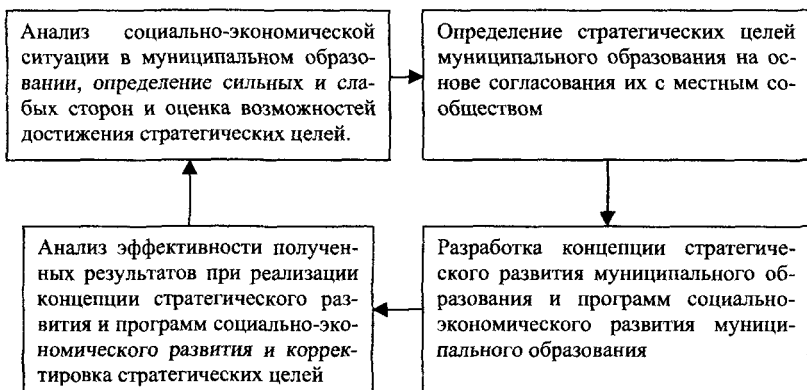 Анализ социально-экономической
ситуации в муниципальном образо-
вании, определение сильных и сла-
бых сторон и оценка возможностей
достижения стратегических целей.
Определение стратегических целей
муниципального образования на ос-
нове согласования их с местным со-
обществом
Разработка концепции стратегиче-
ского развития муниципального об-
разования и программ социально-
экономического развития муници-
пального образования
Анализ эффективности получен-
ных результатов при реализации
концепции стратегического раз-
вития и программ социально-эко-
номического развития и коррек-
тировка стратегических целей